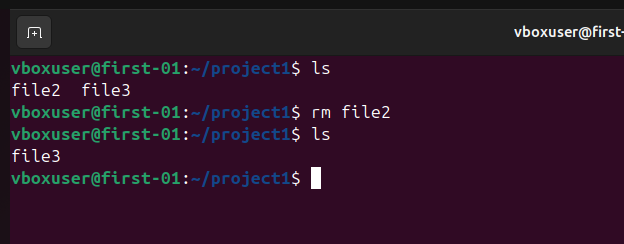 vboxuser@first-
vboxuser@first-01:~/project1$ ls
file2  file3
vboxuser@first-01:~/project1$ rm file2
vboxuser@first-01:~/project1$ ls
file3
vboxuser@first-01:~/project1$